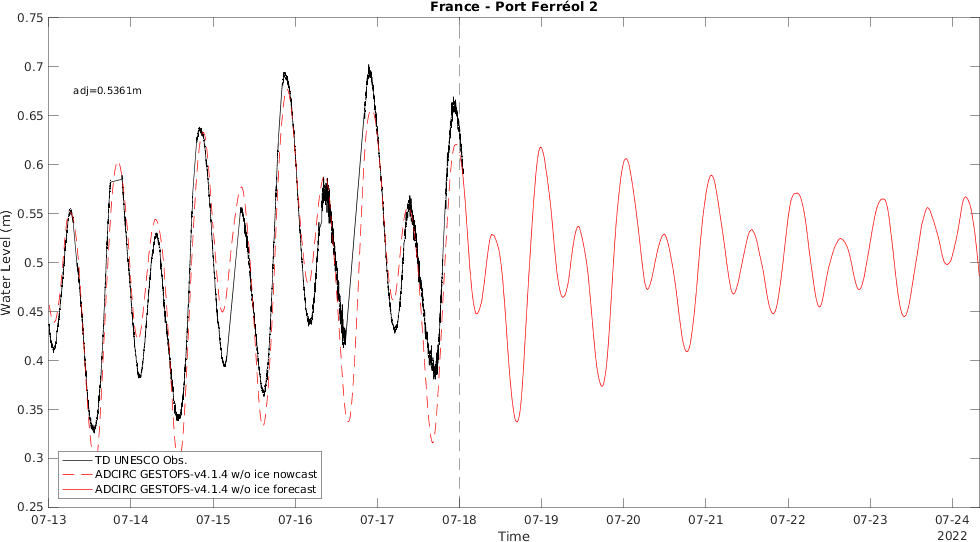 France - Port Ferréol 2
0.75
0.7
0.65
0.6
0.55
0.5
0.45
0.4
0.35
0.3
0.25
Water Level (m)
adj=0.5361m
TD UNESCO Obs.
ADCIRC GESTOFS-v4.1.4 w/o ice nowcast
ADCIRC GESTOFS-v4.1.4 w/o ice forecast
07-13 07-14 07-15 07-16 07-17 07-18 07-19 07-20 07-21 07-22 07-23 07-24
2022
Time